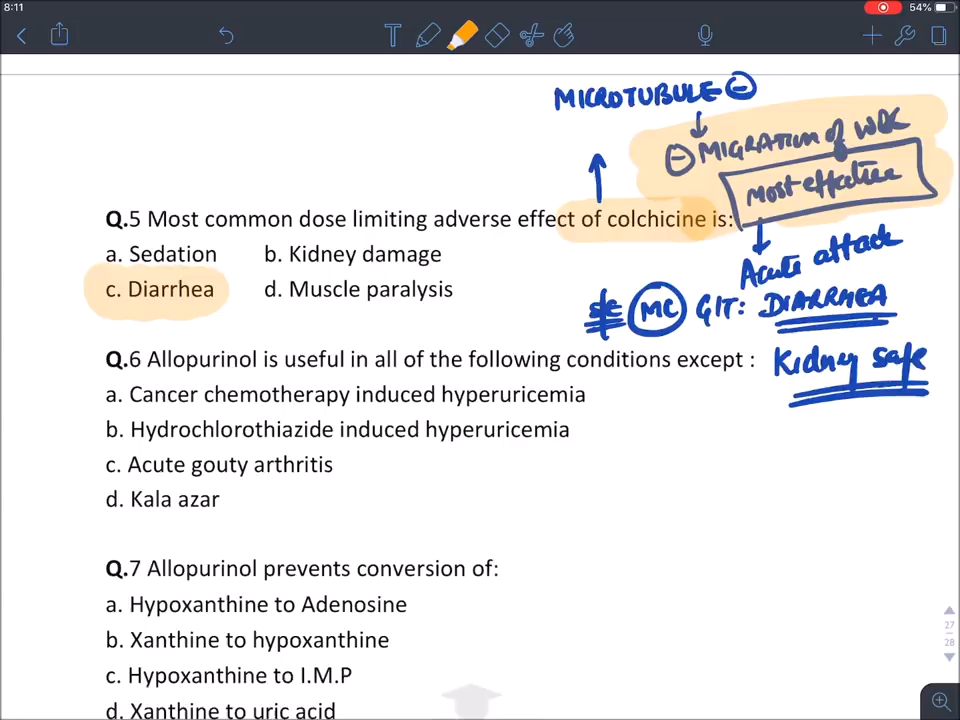 8:11
54%
T
MICROTUBULE ⊖
⊖ MIGRATION of WBC
most effective
Q.5 Most common dose limiting adverse effect of colchicine is:
a. Sedation b. Kidney damage
Acute attack
c. Diarrhea d. Muscle paralysis
s/e MC GIT: DIARRHEA
Q.6 Allopurinol is useful in all of the following conditions except :
Kidney safe
a. Cancer chemotherapy induced hyperuricemia
b. Hydrochlorothiazide induced hyperuricemia
c. Acute gouty arthritis
d. Kala azar
Q.7 Allopurinol prevents conversion of:
a. Hypoxanthine to Adenosine
b. Xanthine to hypoxanthine
27
28
c. Hypoxanthine to I.M.P
d. Xanthine to uric acid